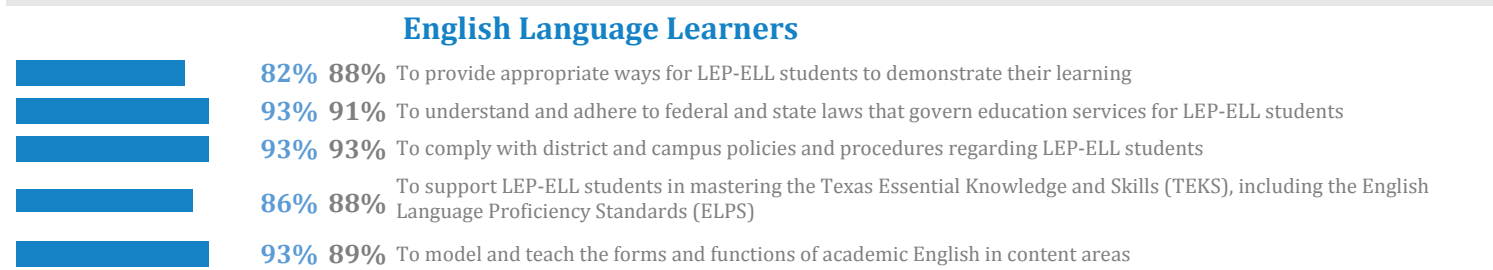 English Language Learners
82% 88% To provide appropriate ways for LEP-ELL students to demonstrate their learning
93% 91% To understand and adhere to federal and state laws that govern education services for LEP-ELL students
93% 93% To comply with district and campus policies and procedures regarding LEP-ELL students
86% 88% To support LEP-ELL students in mastering the Texas Essential Knowledge and Skills (TEKS), including the English
Language Proficiency Standards (ELPS)
93% 89% To model and teach the forms and functions of academic English in content areas